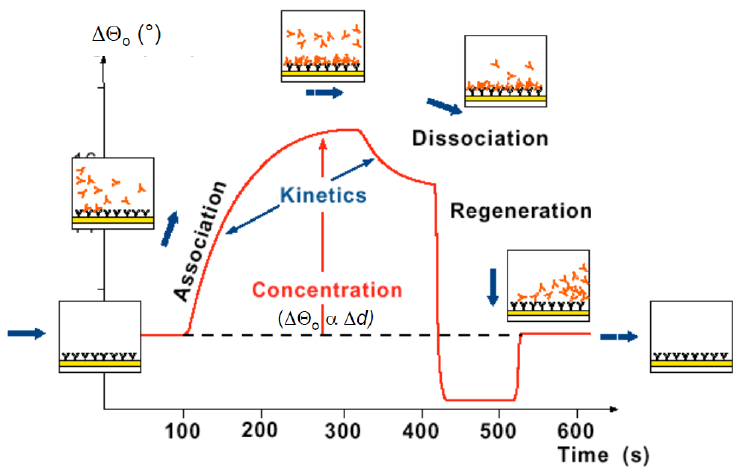 ΔΘₒ (°)
Dissociation
Association
Kinetics
Regeneration
Concentration
(ΔΘₒ α Δd)
100 200 300 400 500 600
Time (s)